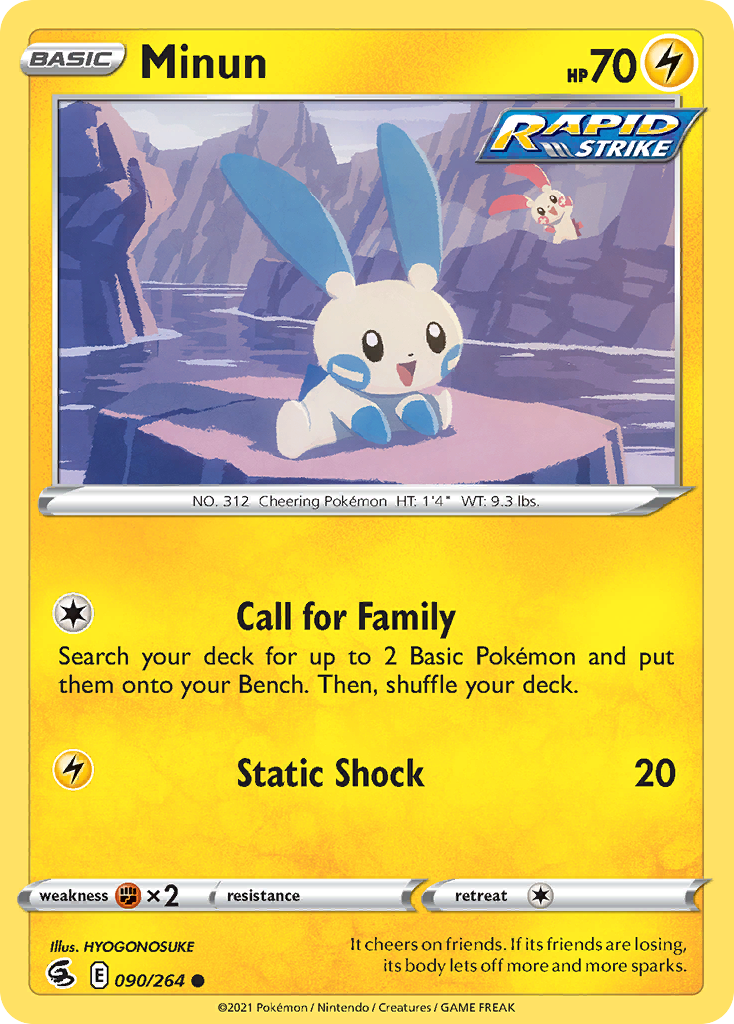 BASIC
Minun
HP 70
RAPID
STRIKE
NO. 312 Cheering Pokémon HT: 1'4" WT: 9.3 lbs.
Call for Family
Search your deck for up to 2 Basic Pokémon and put
them onto your Bench. Then, shuffle your deck.
Static Shock 20
weakness ×2 resistance retreat
Illus. HYOGONOSUKE
It cheers on friends. If its friends are losing,
its body lets off more and more sparks.
E 090/264
©2021 Pokémon / Nintendo / Creatures / GAME FREAK